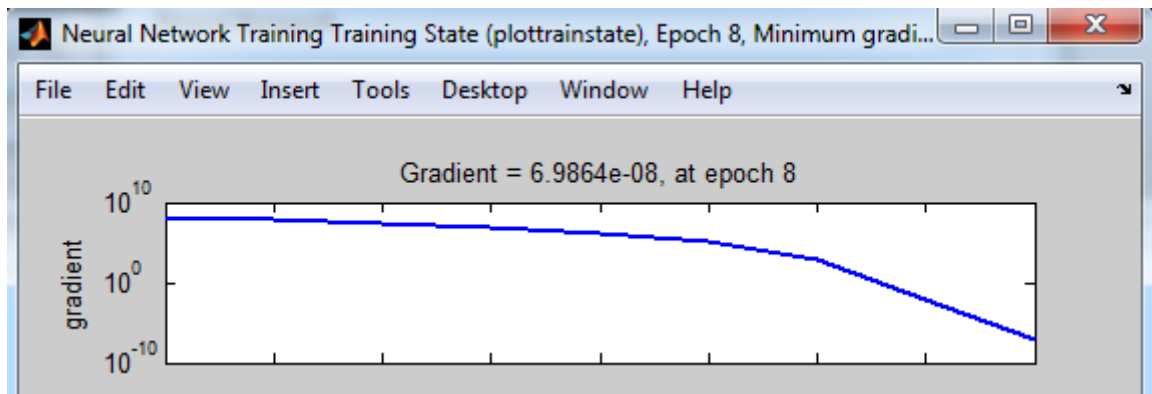 Neural Network Training Training State (plottrainstate), Epoch 8, Minimum gradi...
File Edit View Insert Tools Desktop Window Help
Gradient = 6.9864e-08, at epoch 8
10^10
10^0
10^-10
gradient